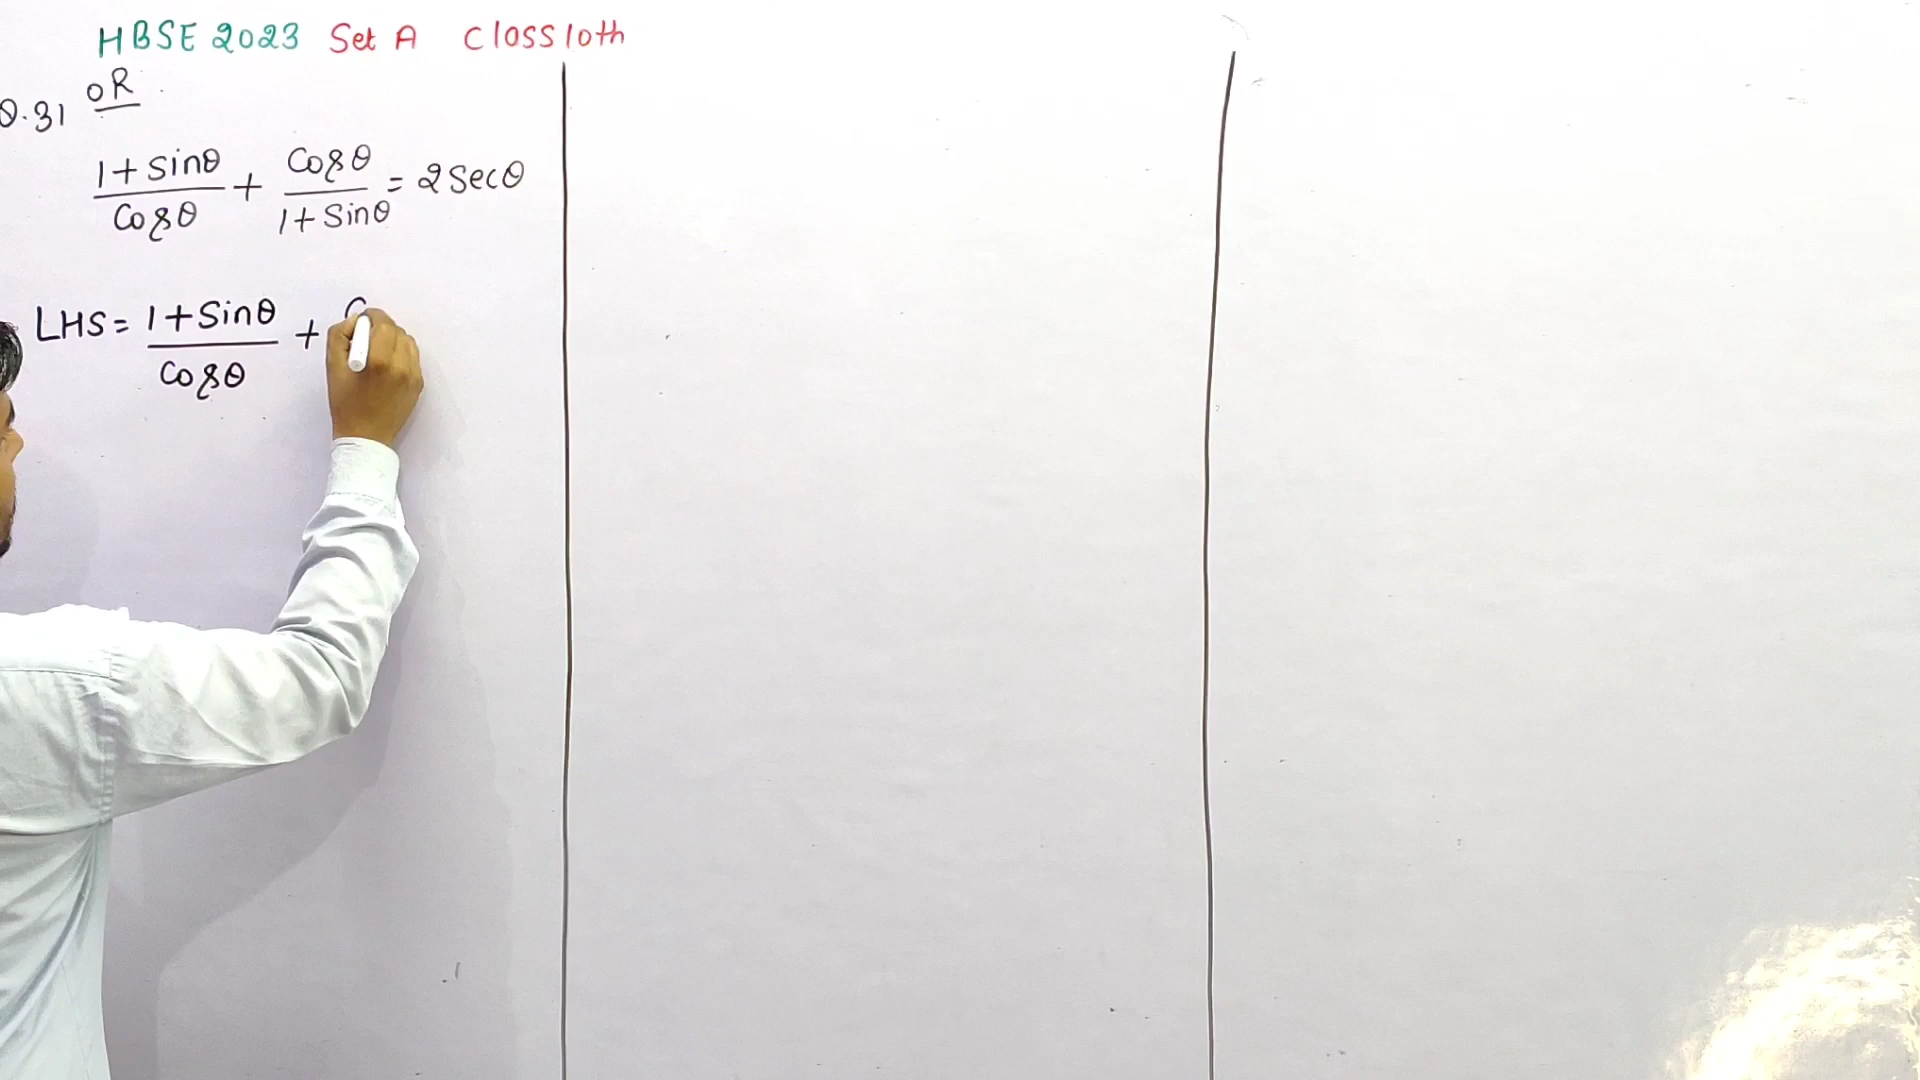 HBSE 2023 Set A Class 10th
Q.31 OR
1+sinθ/Cosθ + Cosθ/1+Sinθ = 2Secθ
LHS = 1+Sinθ/Cosθ + C